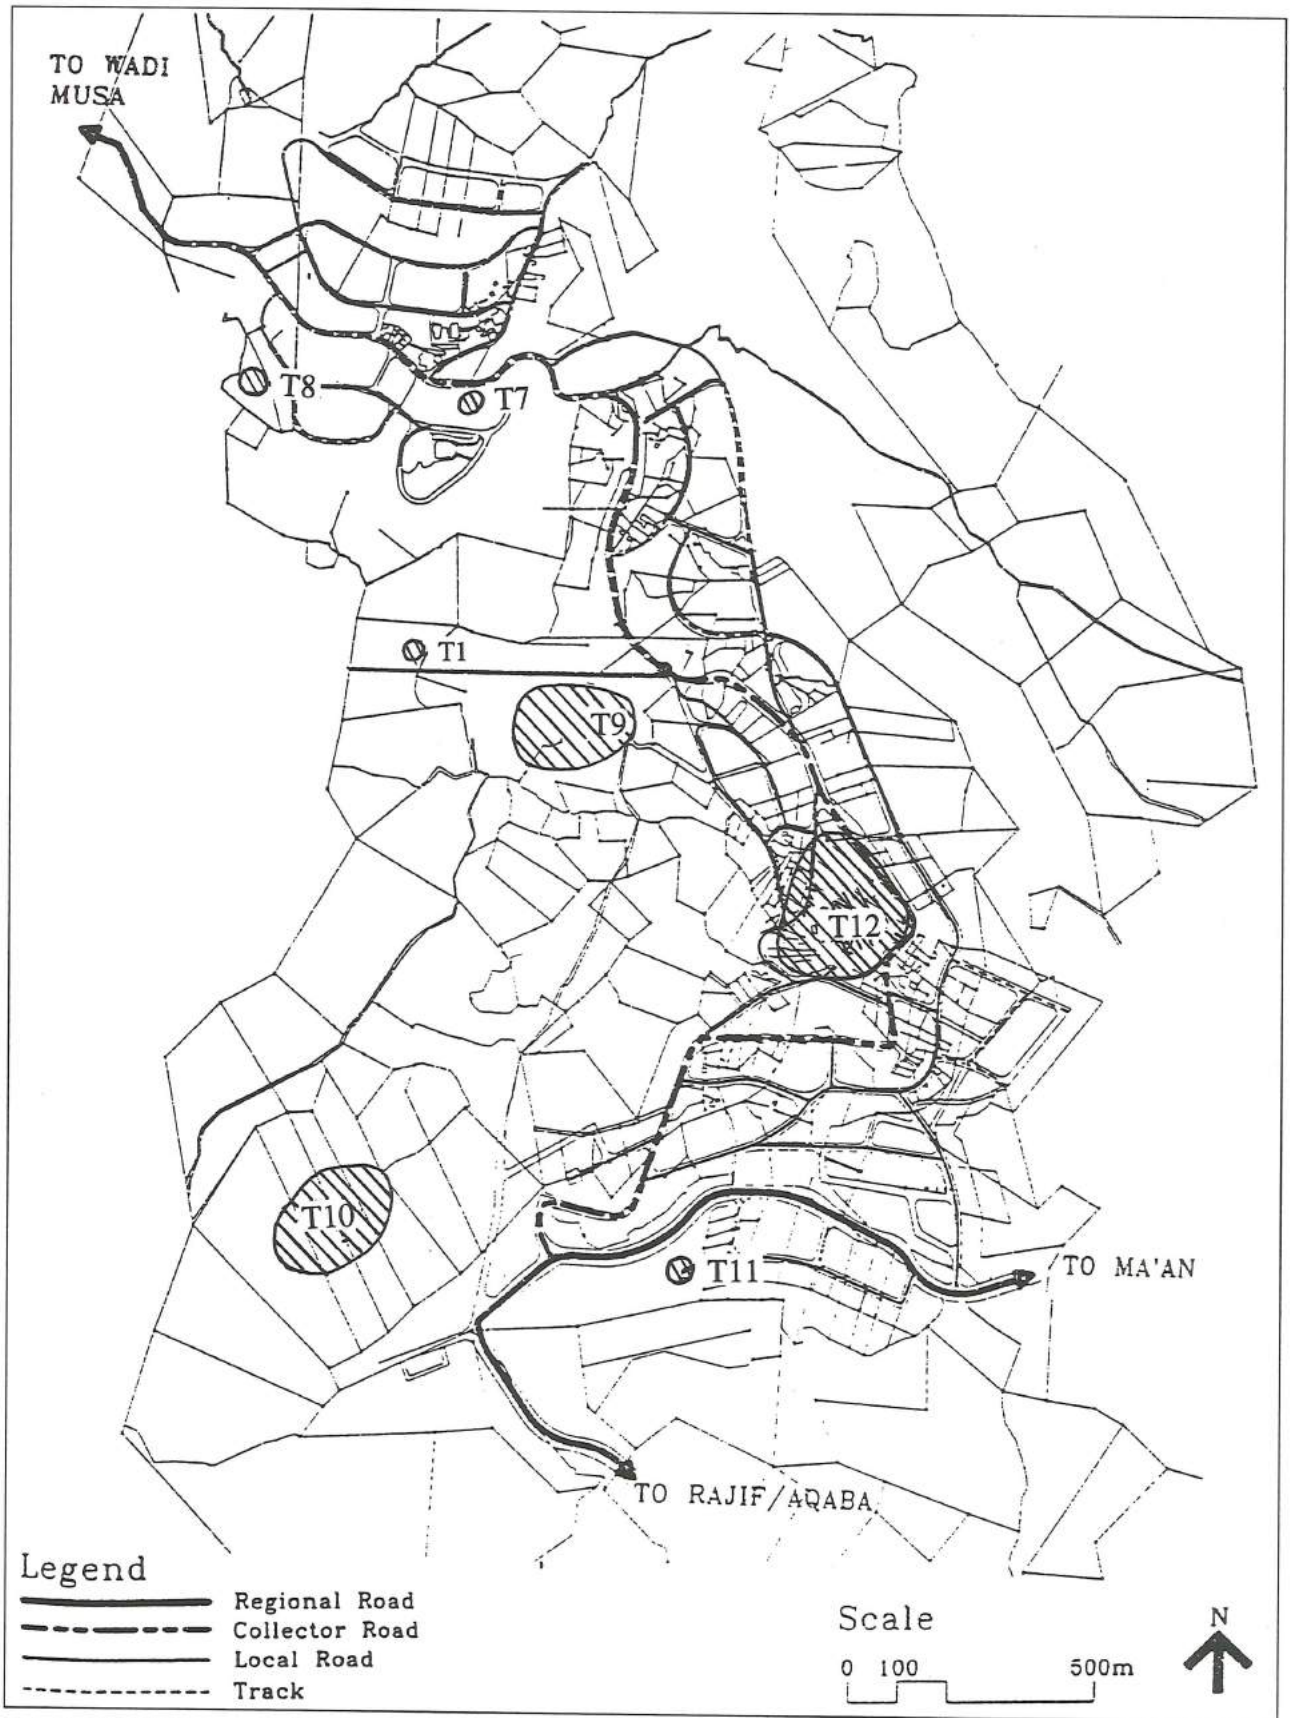 TO WADI
MUSA
T8
T7
T1
T9
T12
T10
T11
TO MA'AN
TO RAJIF/AQABA
Legend
Regional Road
Collector Road
Local Road
Track
Scale
0 100 500m
N